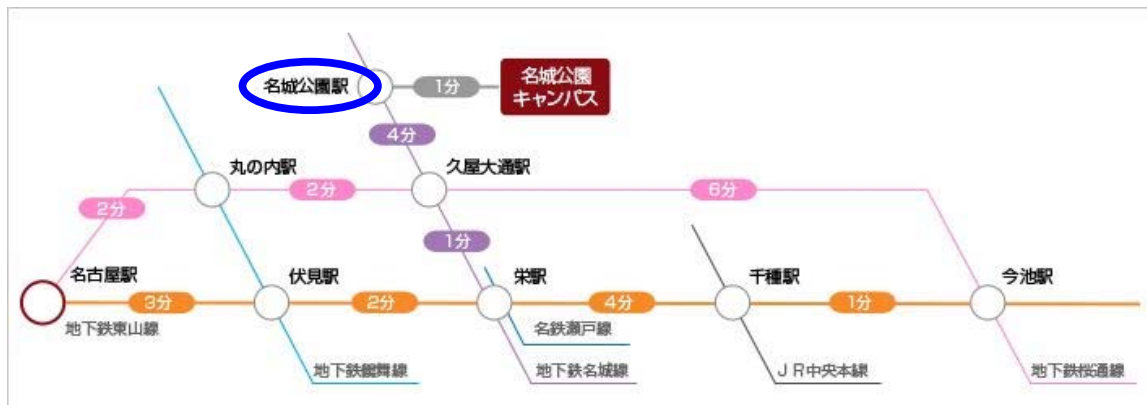 名城公園駅
1分
名城公園
キャンパス
4分
丸の内駅
2分
久屋大通駅
6分
2分
1分
名古屋駅
3分
伏見駅
2分
栄駅
4分
千種駅
1分
今池駅
地下鉄東山線
名鉄瀬戸線
地下鉄鶴舞線
地下鉄名城線
JR中央本線
地下鉄桜通線